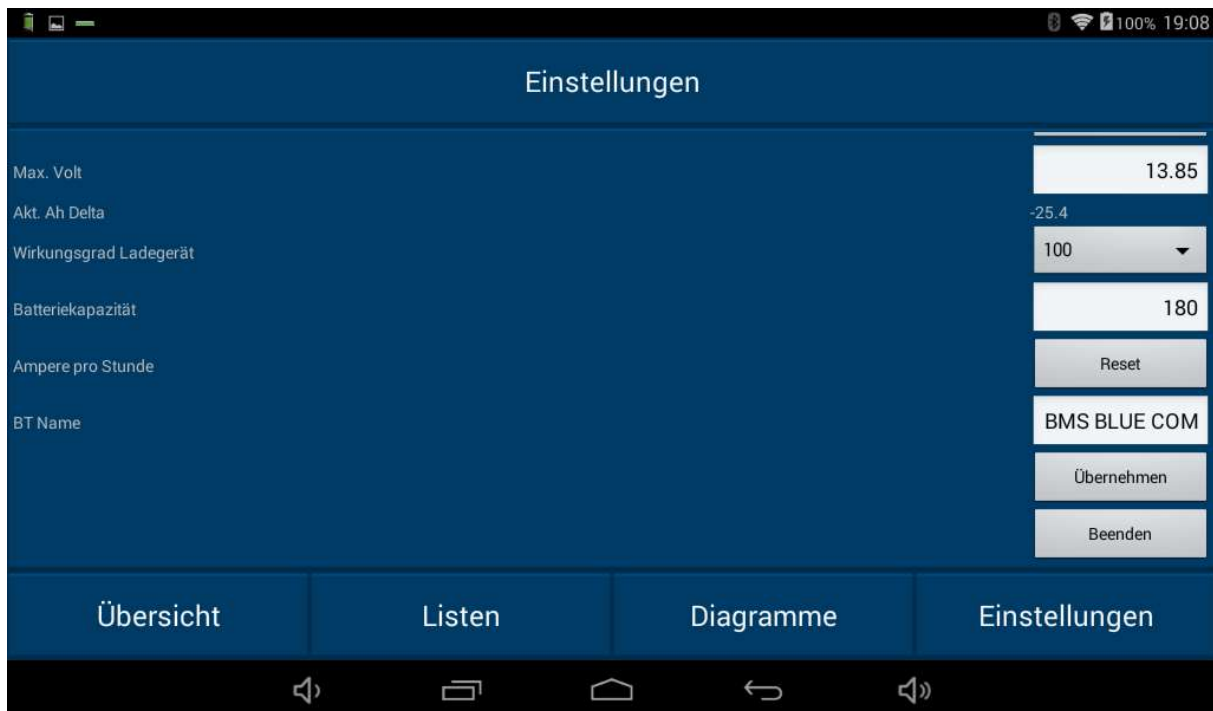 100% 19:08
Einstellungen
Max. Volt 13.85
Akt. Ah Delta -25.4
Wirkungsgrad Ladegerät 100
Batteriekapazität 180
Ampere pro Stunde Reset
BT Name BMS BLUE COM
Übernehmen
Beenden
Übersicht Listen Diagramme Einstellungen